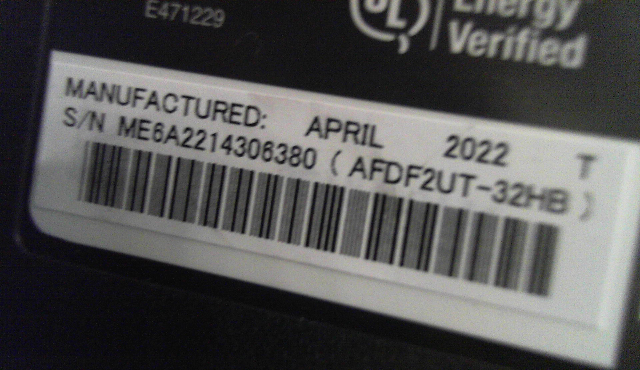 E471229
UL
Energy
Verified
MANUFACTURED: APRIL 2022 T
S/N ME6A2214306380 ( AFDF2UT-32HB )